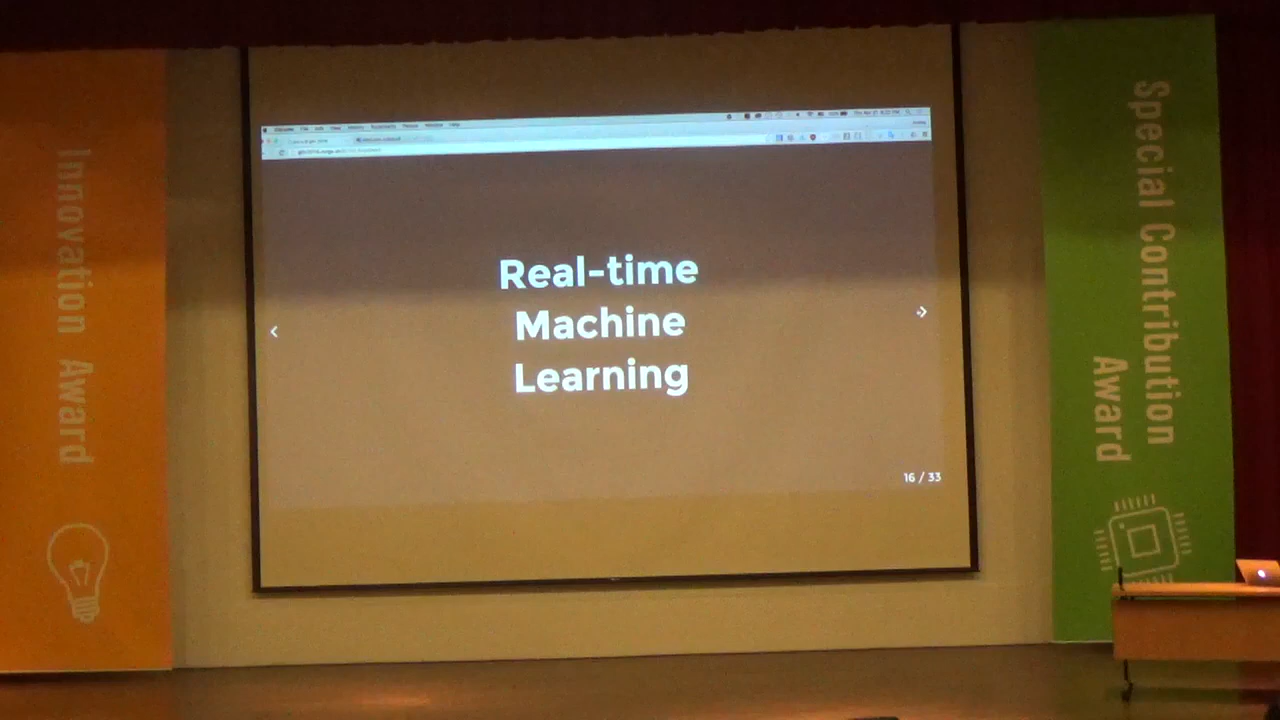 Innovation Award
Real-time
Machine
Learning
16 / 33
Special Contribution
Award